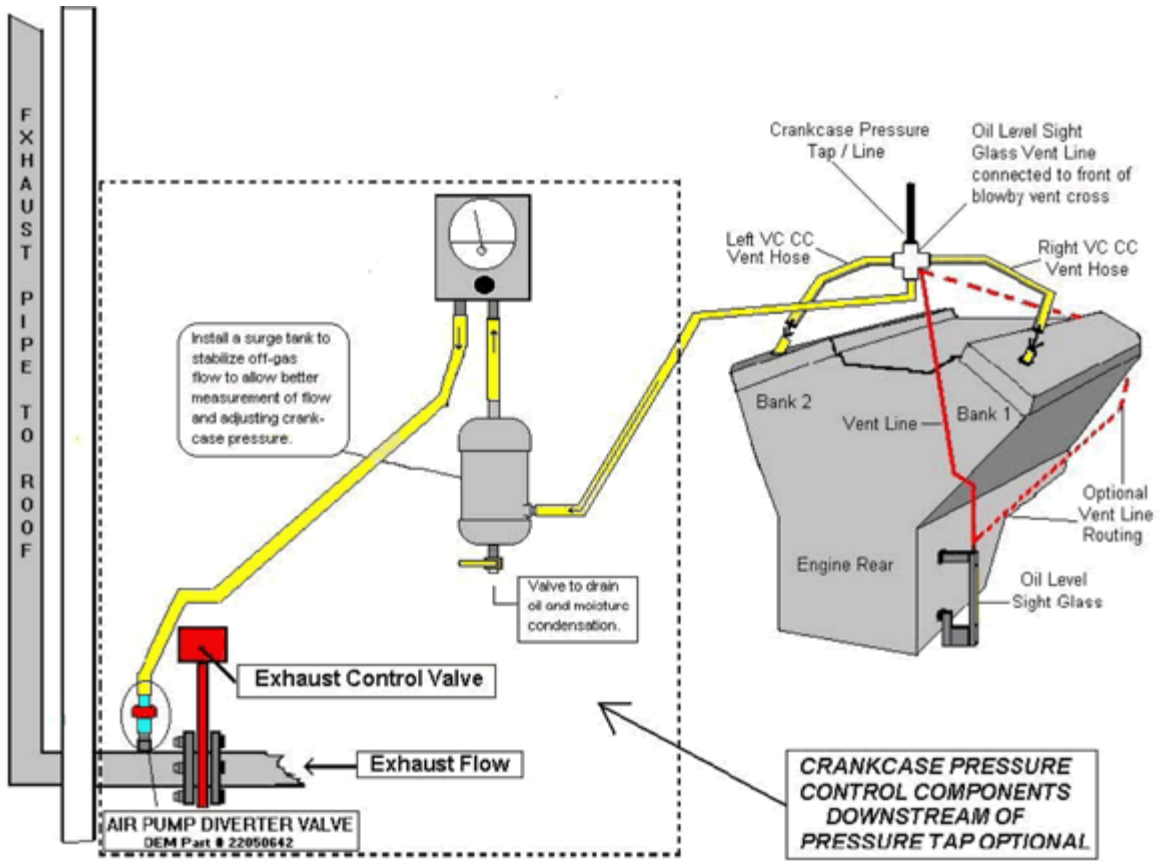 FXHAUST PIPE TO ROOF
Crankcase Pressure
Tap / Line
Oil Level Sight
Glass Vent Line
connected to front of
blowby vent cross
Left VC CC
Vent Hose
Right VC CC
Vent Hose
Install a surge tank to
stabilize off-gas
flow to allow better
measurement of flow
and adjusting crank-
case pressure.
Bank 2
Bank 1
Vent Line
Optional
Vent Line
Routing
Engine Rear
Oil Level
Sight Glass
Valve to drain
oil and moisture
condensation.
Exhaust Control Valve
Exhaust Flow
AIR PUMP DIVERTER VALVE
OEM Part # 22050642
CRANKCASE PRESSURE
CONTROL COMPONENTS
DOWNSTREAM OF
PRESSURE TAP OPTIONAL